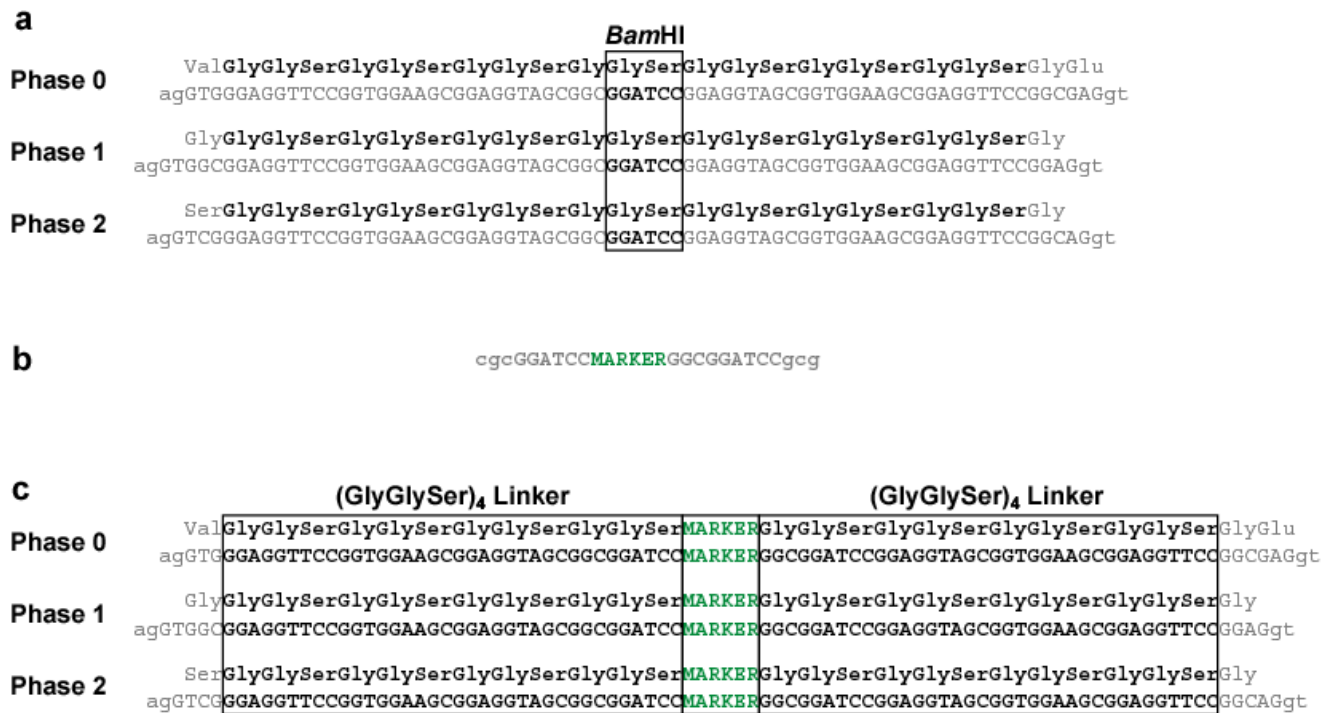 a
BamHI
Phase 0
ValGlyGlySerGlyGlySerGlyGlySerGlyGlySerGlyGlySerGlyGlySerGlyGlySerGlyGlu
agGTGGGAGGTTCCGGTGGAAGCGGAGGTAGCGGCGGATCCGGAGGTAGCGGTGGAAGCGGAGGTTCCGGCGAGgt
Phase 1
GlyGlyGlySerGlyGlySerGlyGlySerGlyGlySerGlyGlySerGlyGlySerGlyGlySerGly
agGTGGCGGAGGTTCCGGTGGAAGCGGAGGTAGCGGCGGATCCGGAGGTAGCGGTGGAAGCGGAGGTTCCGGAGgt
Phase 2
SerGlyGlySerGlyGlySerGlyGlySerGlyGlySerGlyGlySerGlyGlySerGlyGlySerGly
agGTCGGGAGGTTCCGGTGGAAGCGGAGGTAGCGGCGGATCCGGAGGTAGCGGTGGAAGCGGAGGTTCCGGCAGgt
b
cgcGGATCCMARKERGGCGGATCCgcg
c
(GlyGlySer)4 Linker (GlyGlySer)4 Linker
Phase 0
ValGlyGlySerGlyGlySerGlyGlySerGlyGlySerMARKERGlyGlySerGlyGlySerGlyGlySerGlyGlySerGlyGlu
agGTGGGAGGTTCCGGTGGAAGCGGAGGTAGCGGCGGATCCMARKERGGCGGATCCGGAGGTAGCGGTGGAAGCGGAGGTTCCGGCGAGgt
Phase 1
GlyGlyGlySerGlyGlySerGlyGlySerGlyGlySerMARKERGlyGlySerGlyGlySerGlyGlySerGlyGlySerGly
agGTGGCGGAGGTTCCGGTGGAAGCGGAGGTAGCGGCGGATCCMARKERGGCGGATCCGGAGGTAGCGGTGGAAGCGGAGGTTCCGGAGgt
Phase 2
SerGlyGlySerGlyGlySerGlyGlySerGlyGlySerMARKERGlyGlySerGlyGlySerGlyGlySerGlyGlySerGly
agGTCGGGAGGTTCCGGTGGAAGCGGAGGTAGCGGCGGATCCMARKERGGCGGATCCGGAGGTAGCGGTGGAAGCGGAGGTTCCGGCAGgt